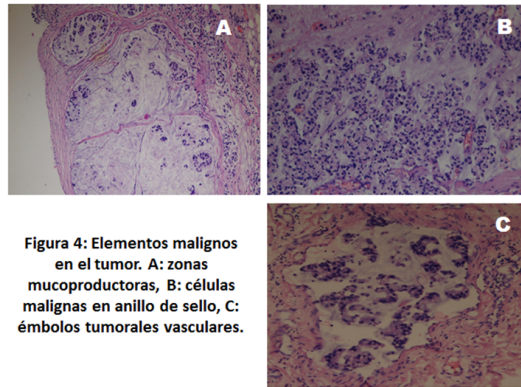 A
B
C
Figura 4: Elementos malignos
en el tumor. A: zonas
mucoproductoras, B: células
malignas en anillo de sello, C:
émbolos tumorales vasculares.